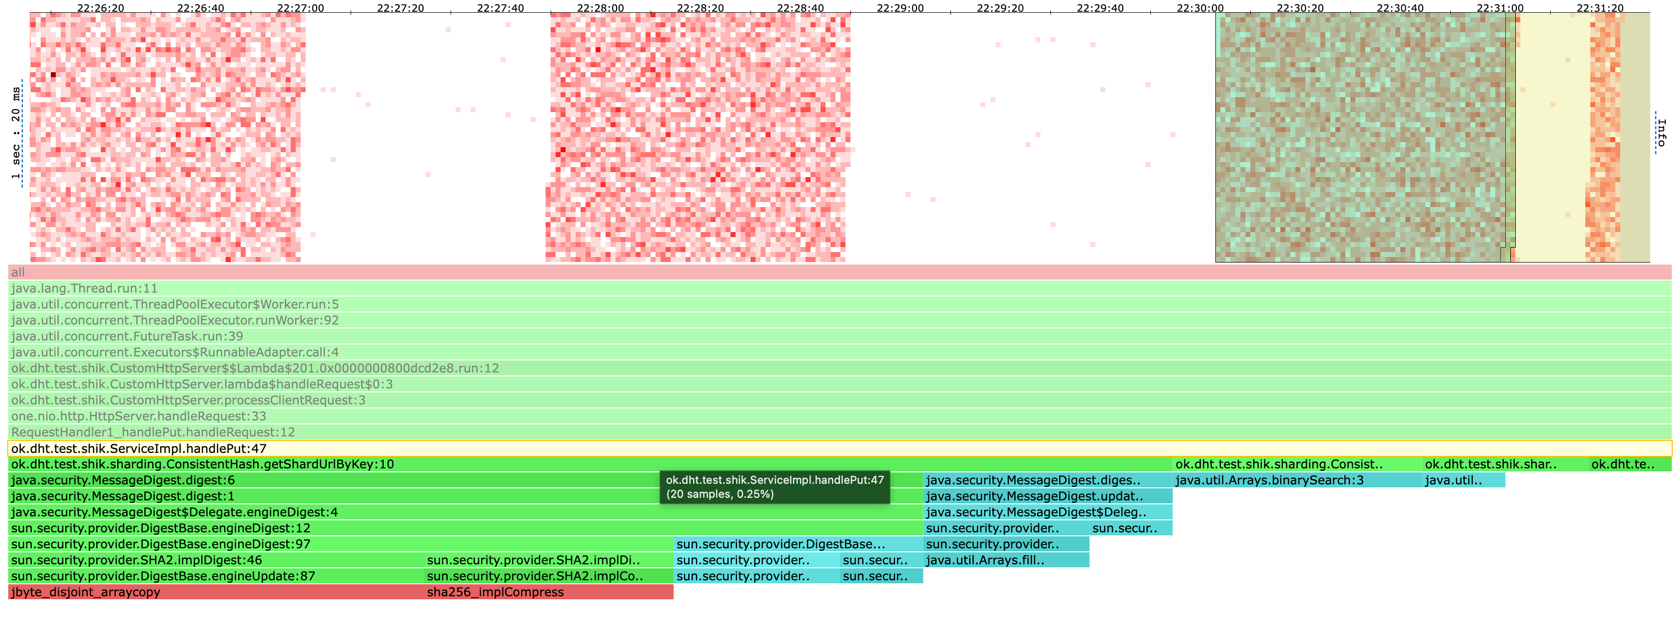 22:26:20 22:26:40 22:27:00 22:27:20 22:27:40 22:28:00 22:28:20 22:28:40 22:29:00 22:29:20 22:29:40 22:30:00 22:30:20 22:30:40 22:31:00 22:31:20
1 sec : 20 ms
Info
all
java.lang.Thread.run:11
java.util.concurrent.ThreadPoolExecutor$Worker.run:5
java.util.concurrent.ThreadPoolExecutor.runWorker:92
java.util.concurrent.FutureTask.run:39
java.util.concurrent.Executors$RunnableAdapter.call:4
ok.dht.test.shik.CustomHttpServer$$Lambda$201.0x0000000800dcd2e8.run:12
ok.dht.test.shik.CustomHttpServer.lambda$handleRequest$0:3
ok.dht.test.shik.CustomHttpServer.processClientRequest:3
one.nio.http.HttpServer.handleRequest:33
RequestHandler1_handlePut.handleRequest:12
ok.dht.test.shik.ServiceImpl.handlePut:47
ok.dht.test.shik.sharding.ConsistentHash.getShardUrlByKey:10 ok.dht.test.shik.sharding.Consist.. ok.dht.test.shik.shar.. ok.dht.te..
java.security.MessageDigest.digest:6 ok.dht.test.shik.ServiceImpl.handlePut:47 java.security.MessageDigest.diges.. java.util.Arrays.binarySearch:3 java.util..
java.security.MessageDigest.digest:1 (20 samples, 0.25%) java.security.MessageDigest.updat..
java.security.MessageDigest$Delegate.engineDigest:4 java.security.MessageDigest$Deleg..
sun.security.provider.DigestBase.engineDigest:12 sun.security.provider.. sun.secur..
sun.security.provider.DigestBase.engineDigest:97 sun.security.provider.DigestBase... sun.security.provider..
sun.security.provider.SHA2.implDigest:46 sun.security.provider.SHA2.implDi.. sun.security.provider.. sun.secur.. java.util.Arrays.fill..
sun.security.provider.DigestBase.engineUpdate:87 sun.security.provider.SHA2.implCo.. sun.security.provider.. sun.secur..
jbyte_disjoint_arraycopy sha256_implCompress